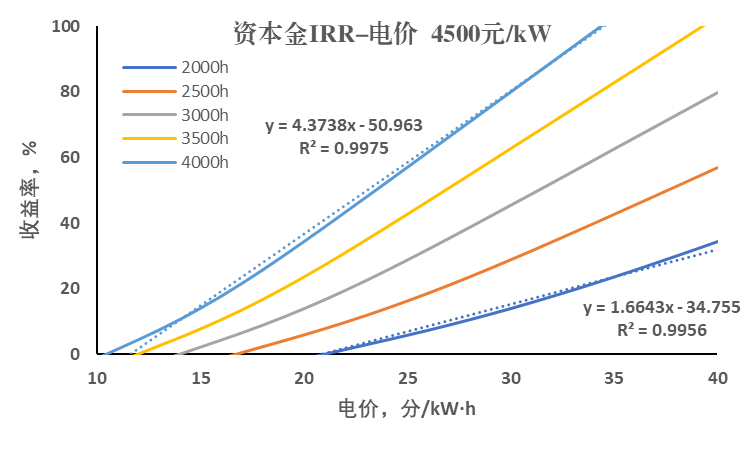 资本金IRR-电价 4500元/kW
100
80
60
40
20
0
收益率，%
2000h
2500h
3000h
3500h
4000h
y = 4.3738x - 50.963
R² = 0.9975
y = 1.6643x - 34.755
R² = 0.9956
10 15 20 25 30 35 40
电价，分/kW·h